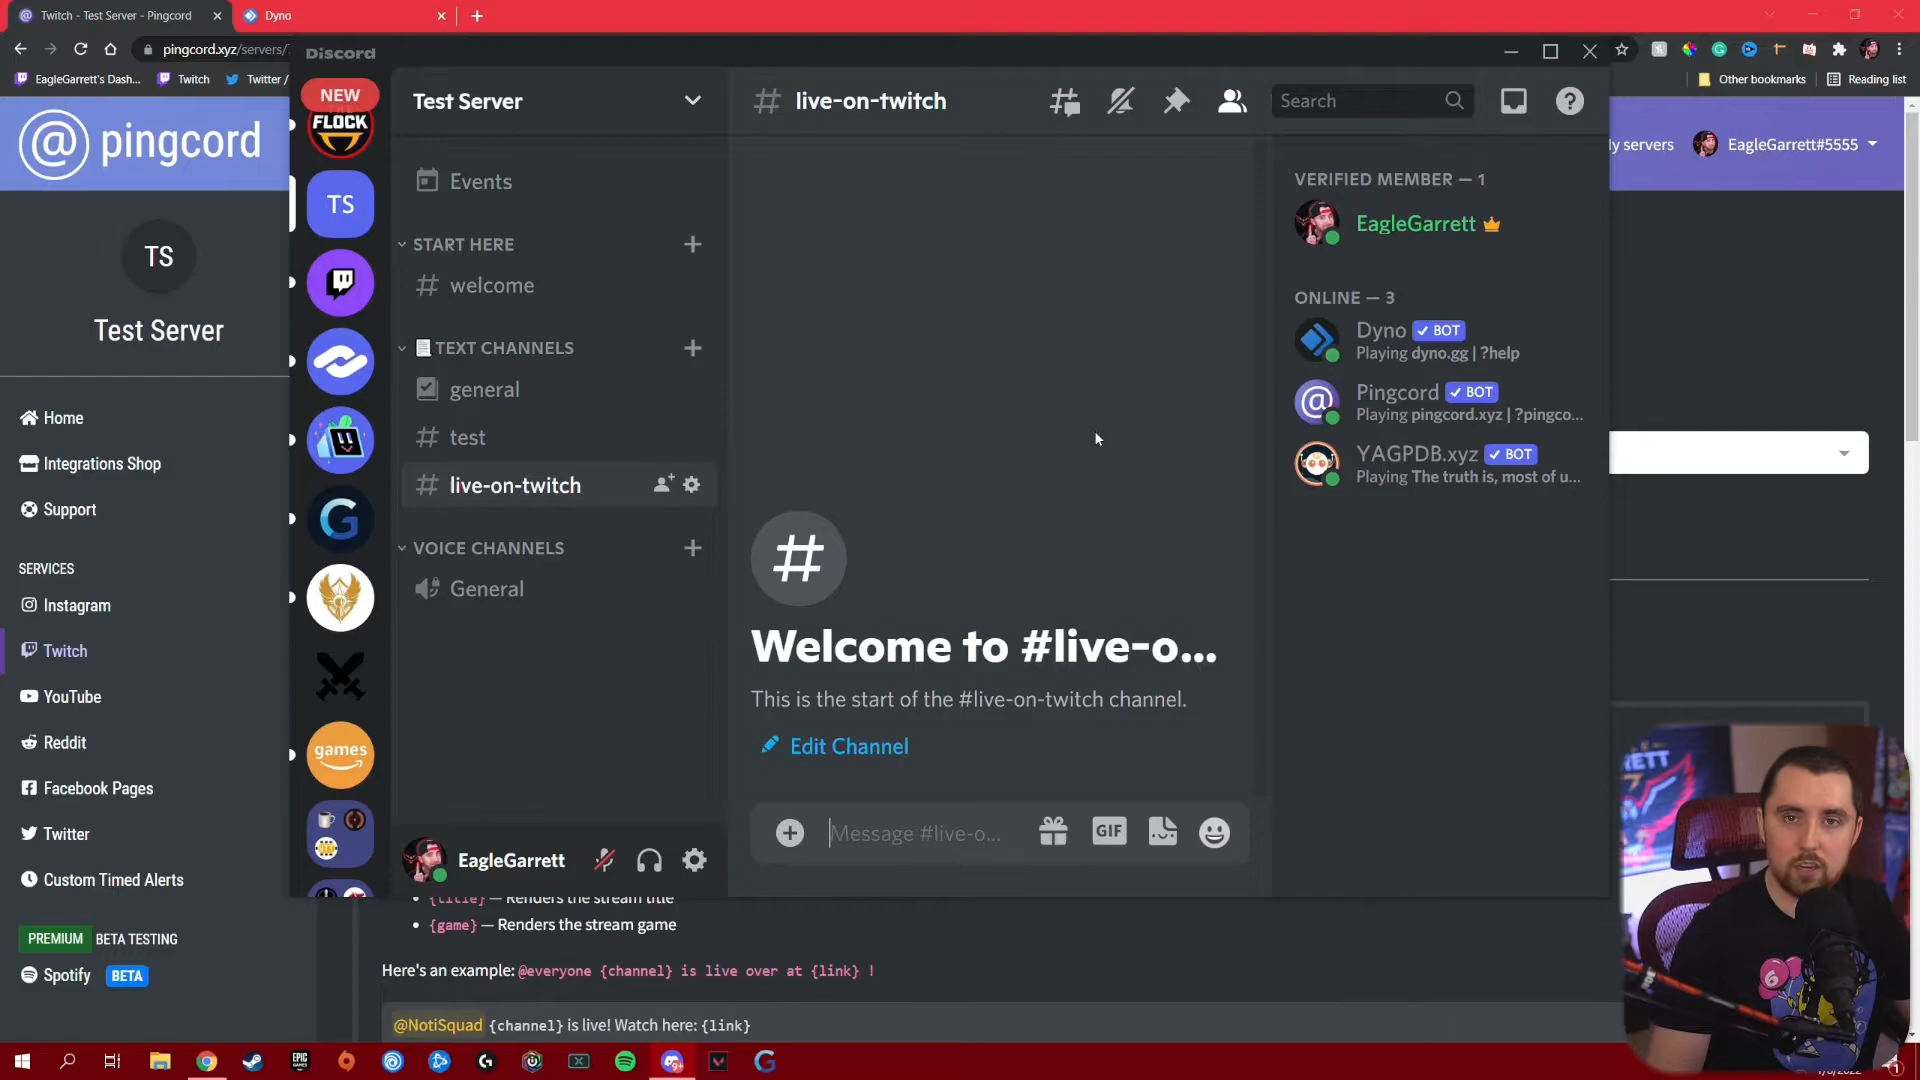 Twitch - Test Server - Pingcord
Dyno
pingcord.xyz/servers/
EagleGarrett's Dash...
Twitch
Twitter /
Other bookmarks
Reading list
@ pingcord
TS
Test Server
Home
Integrations Shop
Support
SERVICES
Instagram
Twitch
YouTube
Reddit
Facebook Pages
Twitter
Custom Timed Alerts
PREMIUM BETA TESTING
Spotify BETA
Discord
NEW
FLOCK
TS
games
Test Server
Events
START HERE
welcome
TEXT CHANNELS
general
test
live-on-twitch
VOICE CHANNELS
General
EagleGarrett
# live-on-twitch
Search
#
Welcome to #live-o...
This is the start of the #live-on-twitch channel.
Edit Channel
Message #live-o...
GIF
VERIFIED MEMBER — 1
EagleGarrett
ONLINE — 3
Dyno ✓ BOT
Playing dyno.gg | ?help
Pingcord ✓ BOT
Playing pingcord.xyz | ?pingco...
YAGPDB.xyz ✓ BOT
Playing The truth is, most of u...
y servers
EagleGarrett#5555
{title} — Renders the stream title
{game} — Renders the stream game
Here's an example: @everyone {channel} is live over at {link} !
@NotiSquad {channel} is live! Watch here: {link}